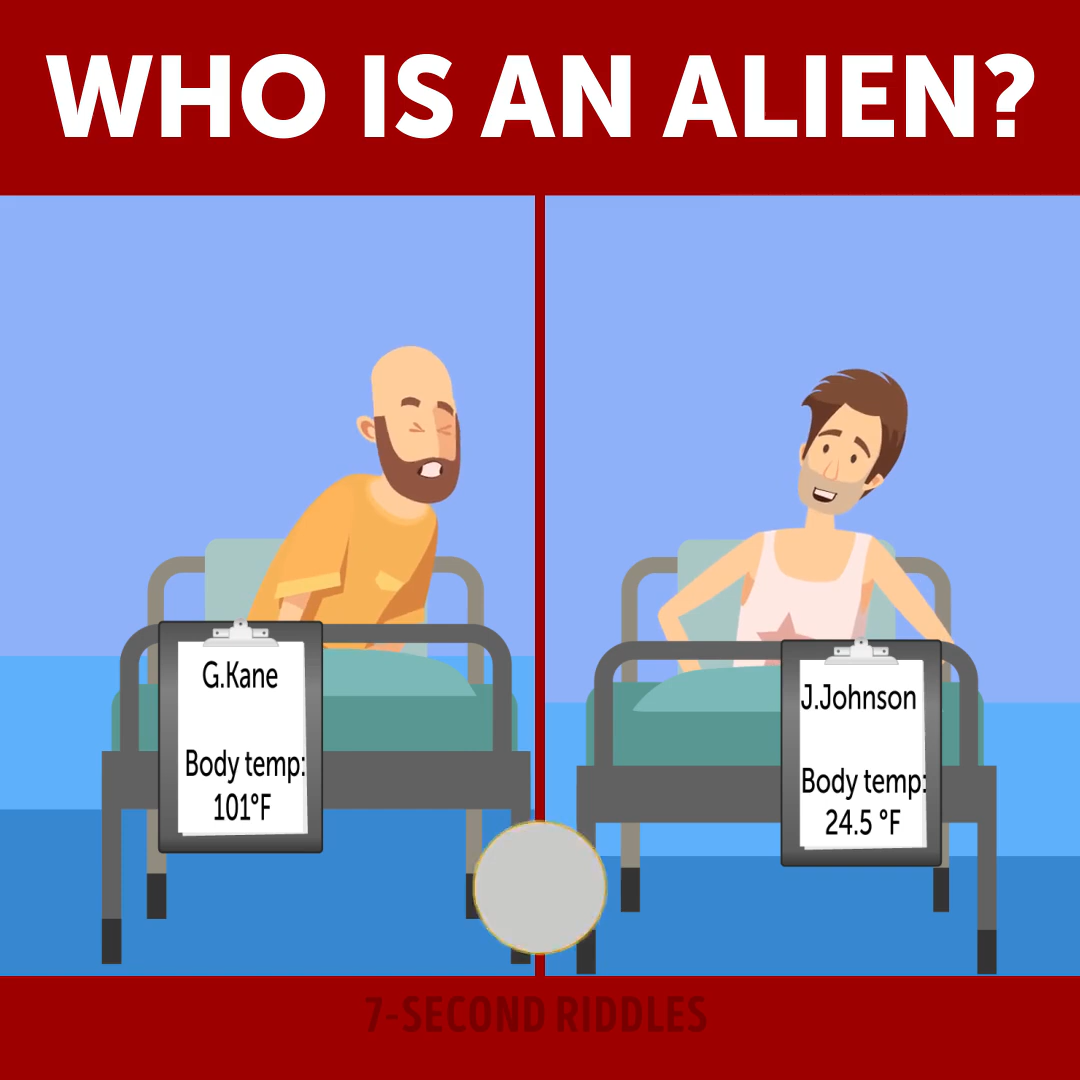 WHO IS AN ALIEN?
G.Kane
Body temp:
101°F
J.Johnson
Body temp:
24.5 °F
7-SECOND RIDDLES